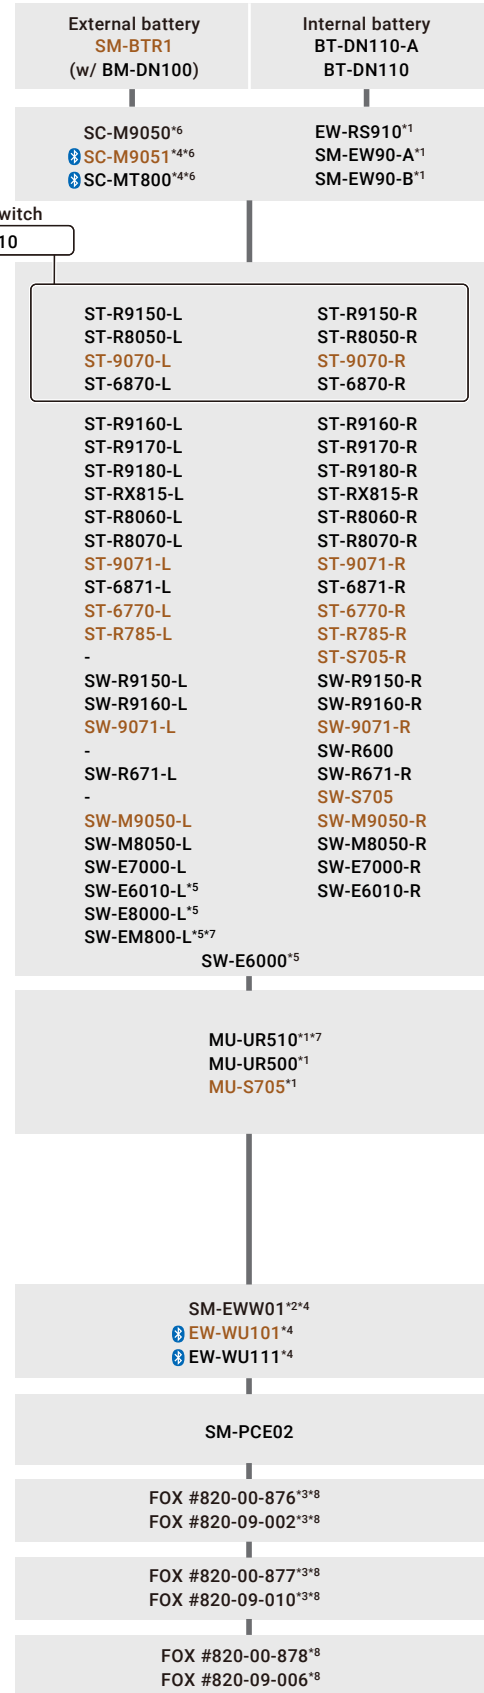 External battery
SM-BTR1
(w/ BM-DN100)
Internal battery
BT-DN110-A
BT-DN110
SC-M9050*6
SC-M9051*4*6
SC-MT800*4*6
EW-RS910*1
SM-EW90-A*1
SM-EW90-B*1
witch
10
ST-R9150-L ST-R9150-R
ST-R8050-L ST-R8050-R
ST-9070-L ST-9070-R
ST-6870-L ST-6870-R
ST-R9160-L ST-R9160-R
ST-R9170-L ST-R9170-R
ST-R9180-L ST-R9180-R
ST-RX815-L ST-RX815-R
ST-R8060-L ST-R8060-R
ST-R8070-L ST-R8070-R
ST-9071-L ST-9071-R
ST-6871-L ST-6871-R
ST-6770-L ST-6770-R
ST-R785-L ST-R785-R
- ST-S705-R
SW-R9150-L SW-R9150-R
SW-R9160-L SW-R9160-R
SW-9071-L SW-9071-R
- SW-R600
SW-R671-L SW-R671-R
- SW-S705
SW-M9050-L SW-M9050-R
SW-M8050-L SW-M8050-R
SW-E7000-L SW-E7000-R
SW-E6010-L*5 SW-E6010-R
SW-E8000-L*5
SW-EM800-L*5*7
SW-E6000*5
MU-UR510*1*7
MU-UR500*1
MU-S705*1
SM-EWW01*2*4
EW-WU101*4
EW-WU111*4
SM-PCE02
FOX #820-00-876*3*8
FOX #820-09-002*3*8
FOX #820-00-877*3*8
FOX #820-09-010*3*8
FOX #820-00-878*8
FOX #820-09-006*8